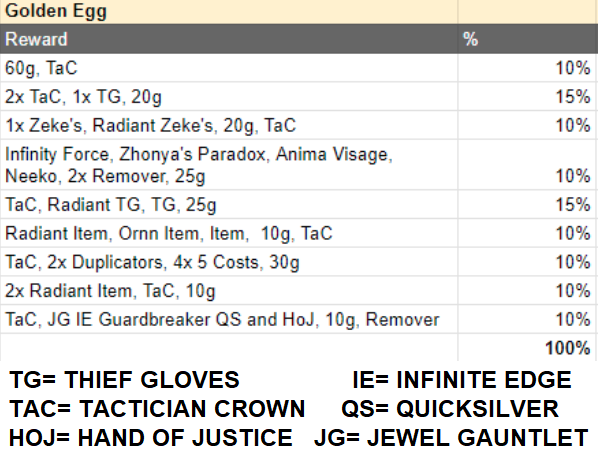 Golden Egg
Reward %
60g, TaC 10%
2x TaC, 1x TG, 20g 15%
1x Zeke's, Radiant Zeke's, 20g, TaC 10%
Infinity Force, Zhonya's Paradox, Anima Visage,
Neeko, 2x Remover, 25g 10%
TaC, Radiant TG, TG, 25g 15%
Radiant Item, Ornn Item, Item, 10g, TaC 10%
TaC, 2x Duplicators, 4x 5 Costs, 30g 10%
2x Radiant Item, TaC, 10g 10%
TaC, JG IE Guardbreaker QS and HoJ, 10g, Remover 10%
100%
TG= THIEF GLOVES IE= INFINITE EDGE
TAC= TACTICIAN CROWN QS= QUICKSILVER
HOJ= HAND OF JUSTICE JG= JEWEL GAUNTLET